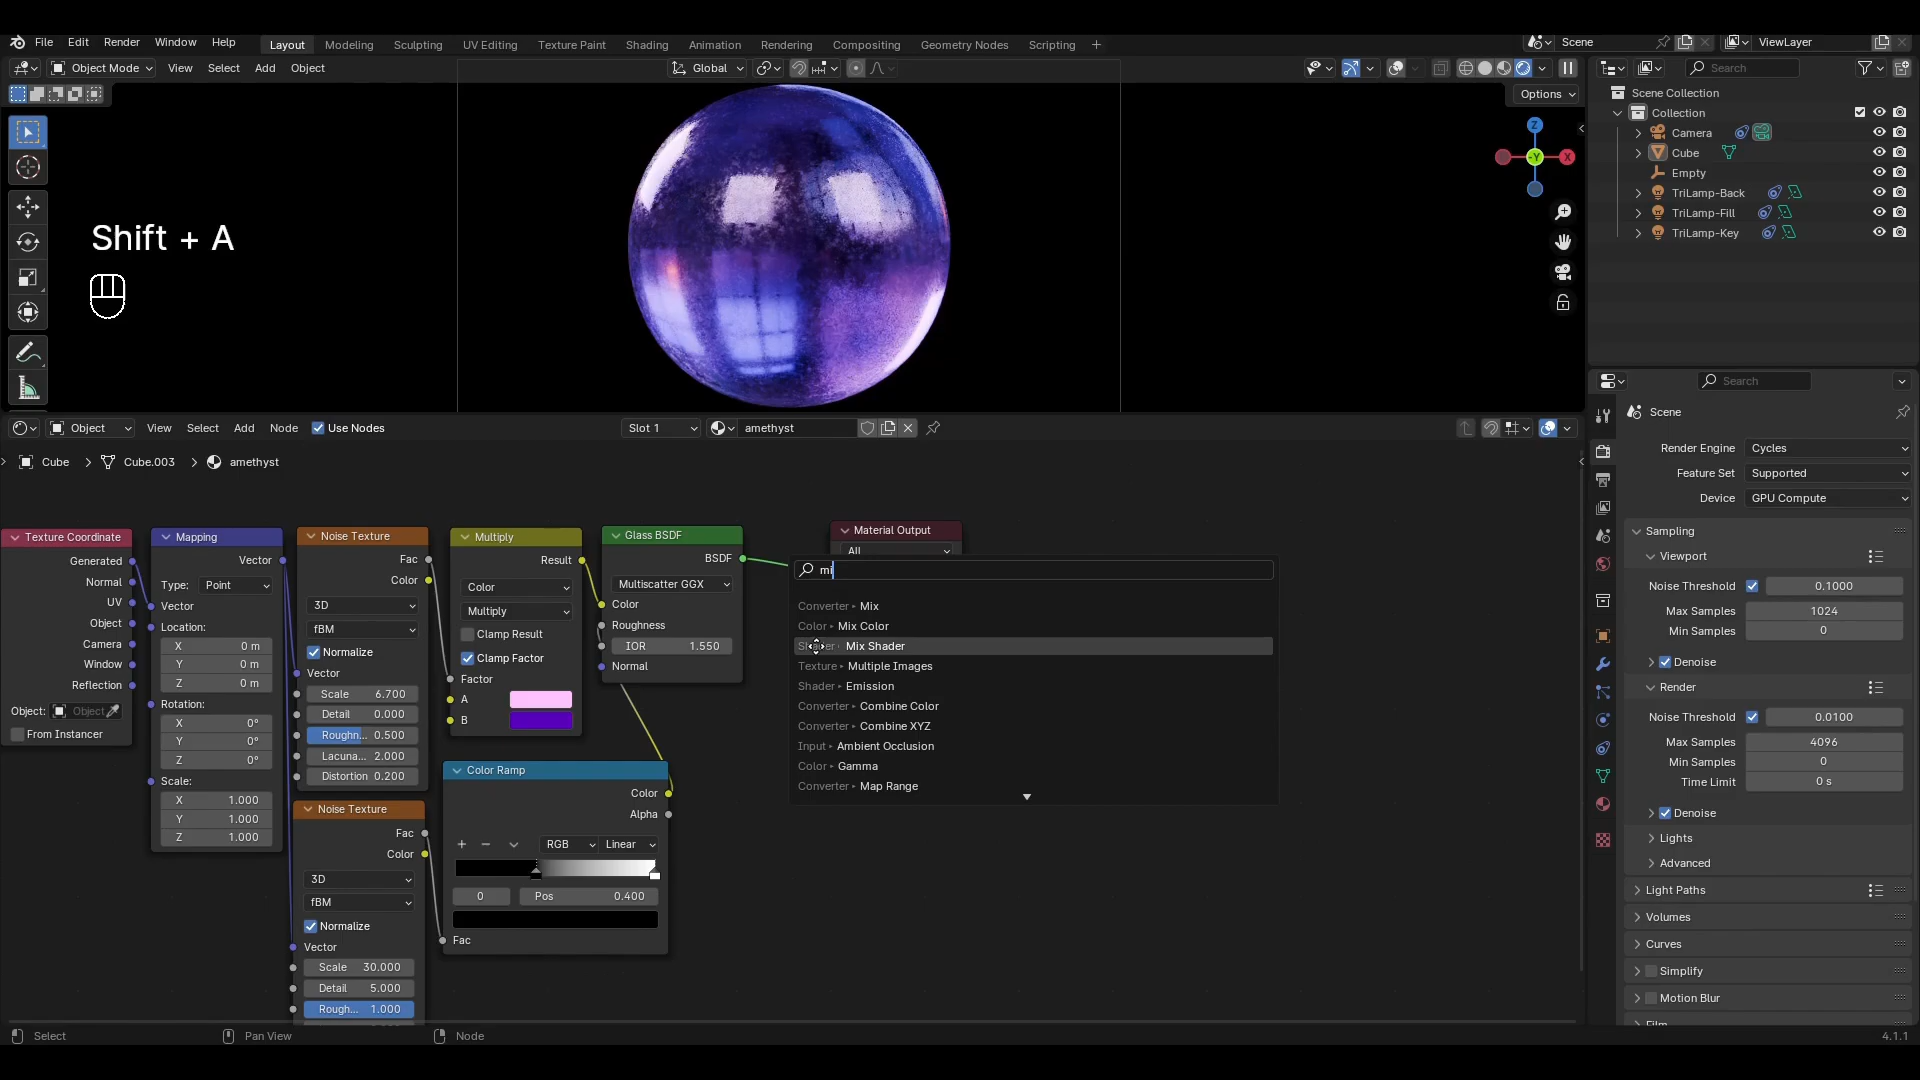 File Edit Render Window Help Layout Modeling Sculpting UV Editing Texture Paint Shading Animation Rendering Compositing Geometry Nodes Scripting + Scene ViewLayer
Object Mode View Select Add Object Global Search
Options
Scene Collection
Collection
Camera
Cube
Empty
TriLamp-Back
TriLamp-Fill
TriLamp-Key
Z
-Y
X
Shift + A
Search
Object View Select Add Node Use Nodes Slot 1 amethyst
Cube > Cube.003 > amethyst
Scene
Render Engine Cycles
Feature Set Supported
Device GPU Compute
Sampling
Viewport
Noise Threshold 0.1000
Max Samples 1024
Min Samples 0
Denoise
Render
Noise Threshold 0.0100
Max Samples 4096
Min Samples 0
Time Limit 0 s
Denoise
Lights
Advanced
Light Paths
Volumes
Curves
Simplify
Motion Blur
Film
Texture Coordinate
Generated
Normal
UV
Object
Camera
Window
Reflection
Object: Object
From Instancer
Mapping
Vector
Type: Point
Vector
Location:
X 0 m
Y 0 m
Z 0 m
Rotation:
X 0°
Y 0°
Z 0°
Scale:
X 1.000
Y 1.000
Z 1.000
Noise Texture
Fac
Color
3D
fBM
Normalize
Vector
Scale 6.700
Detail 0.000
Roughn... 0.500
Lacuna... 2.000
Distortion 0.200
Noise Texture
Fac
Color
3D
fBM
Normalize
Vector
Scale 30.000
Detail 5.000
Rough... 1.000
Multiply
Result
Color
Multiply
Clamp Result
Clamp Factor
Factor
A
B
Color Ramp
Color
Alpha
+ − RGB Linear
0 Pos 0.400
Fac
Glass BSDF
BSDF
Multiscatter GGX
Color
Roughness
IOR 1.550
Normal
Material Output
All
mi
Converter ▸ Mix
Color ▸ Mix Color
Mix Shader
Texture ▸ Multiple Images
Shader ▸ Emission
Converter ▸ Combine Color
Converter ▸ Combine XYZ
Input ▸ Ambient Occlusion
Color ▸ Gamma
Converter ▸ Map Range
Select Pan View Node 4.1.1